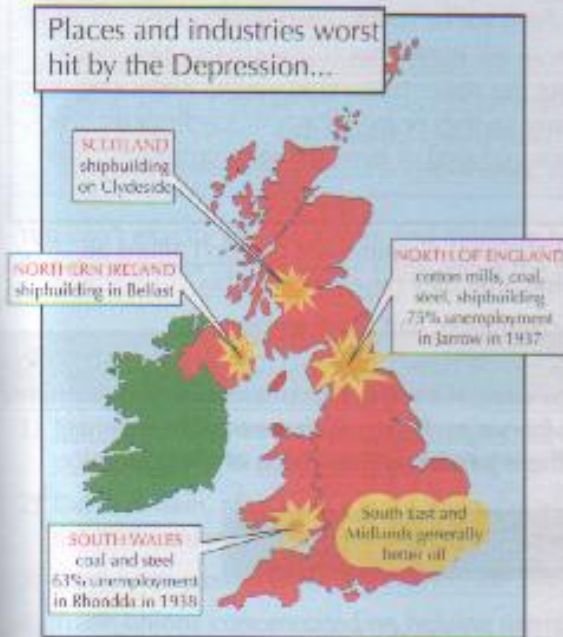 Places and industries worst
hit by the Depression...
SCOTLAND
shipbuilding
on Clydeside
NORTHERN IRELAND
shipbuilding in Belfast
NORTH OF ENGLAND
cotton mills, coal,
steel, shipbuilding
75% unemployment
in Jarrow in 1937
SOUTH WALES
coal and steel
63% unemployment
in Rhondda in 1938
South East and
Midlands generally
better off